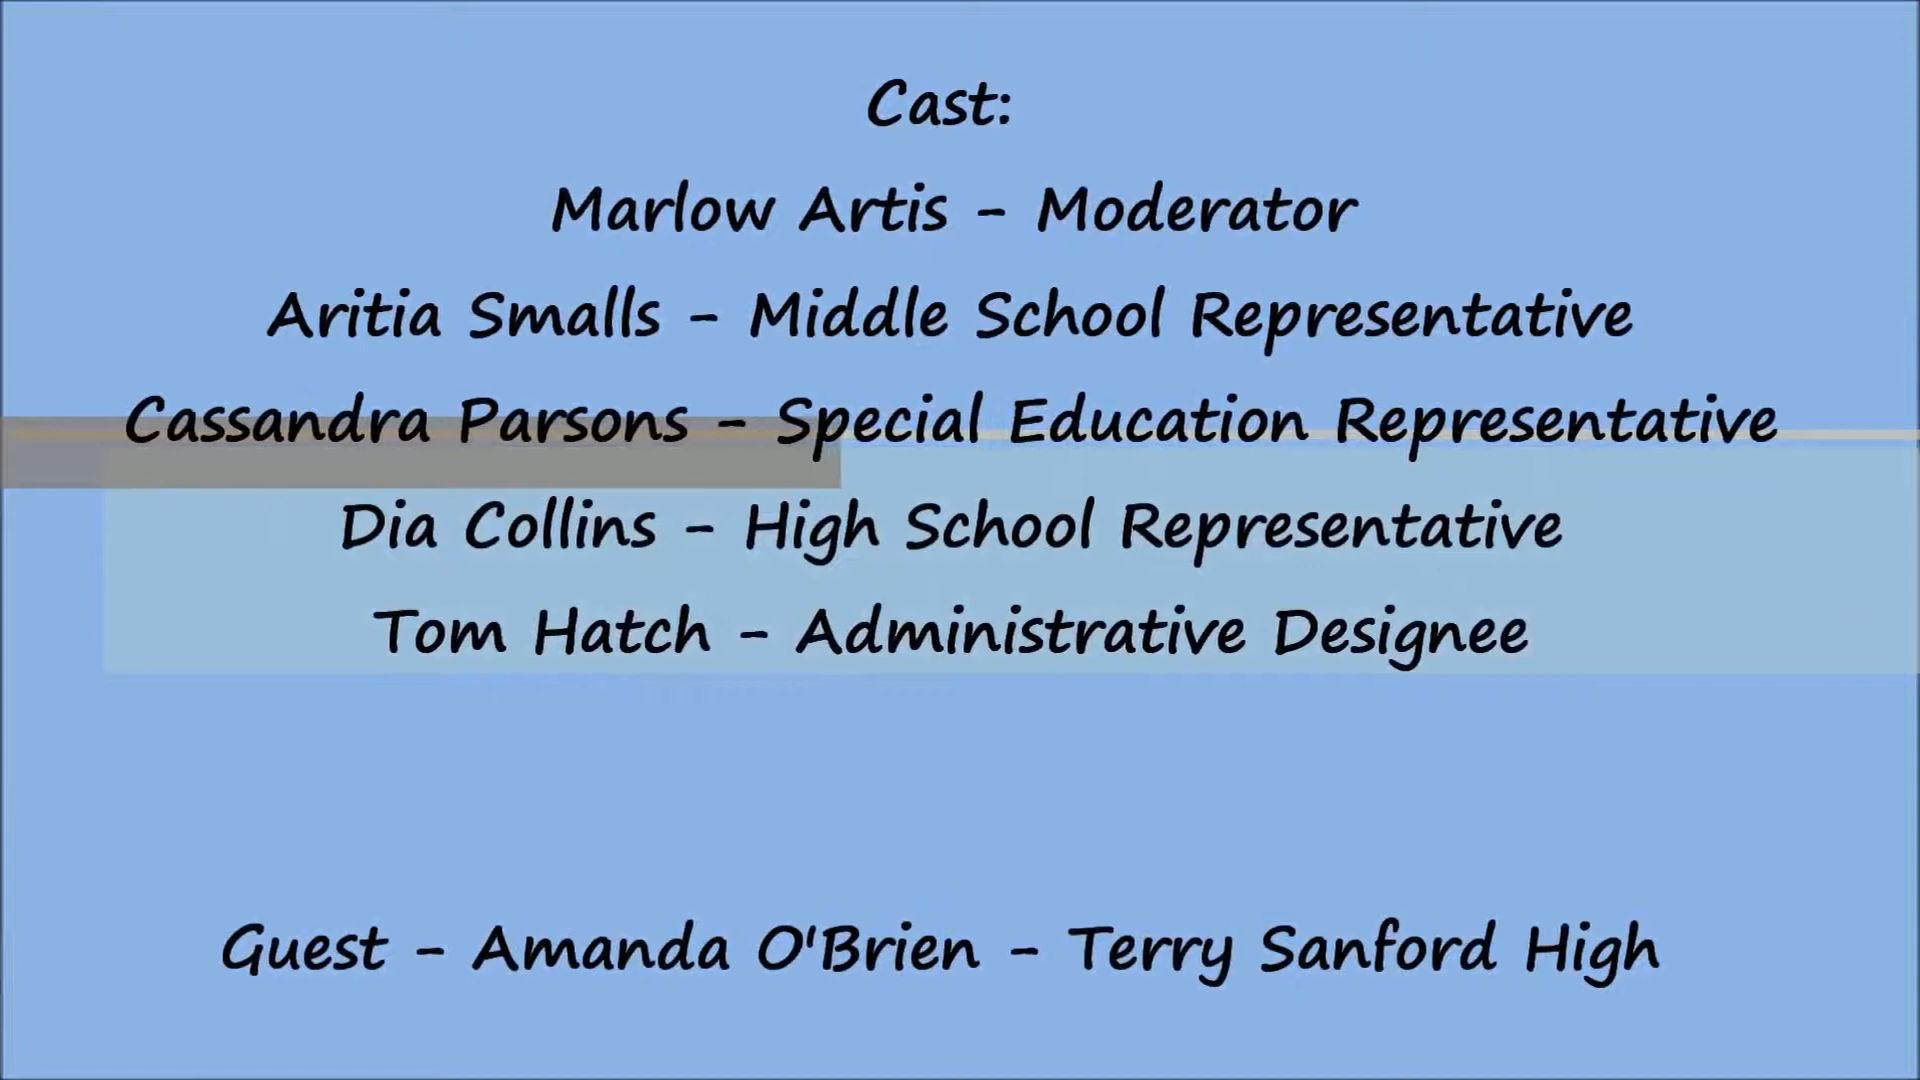 Cast:
Marlow Artis - Moderator
Aritia Smalls - Middle School Representative
Cassandra Parsons - Special Education Representative
Dia Collins - High School Representative
Tom Hatch - Administrative Designee
Guest - Amanda O'Brien - Terry Sanford High